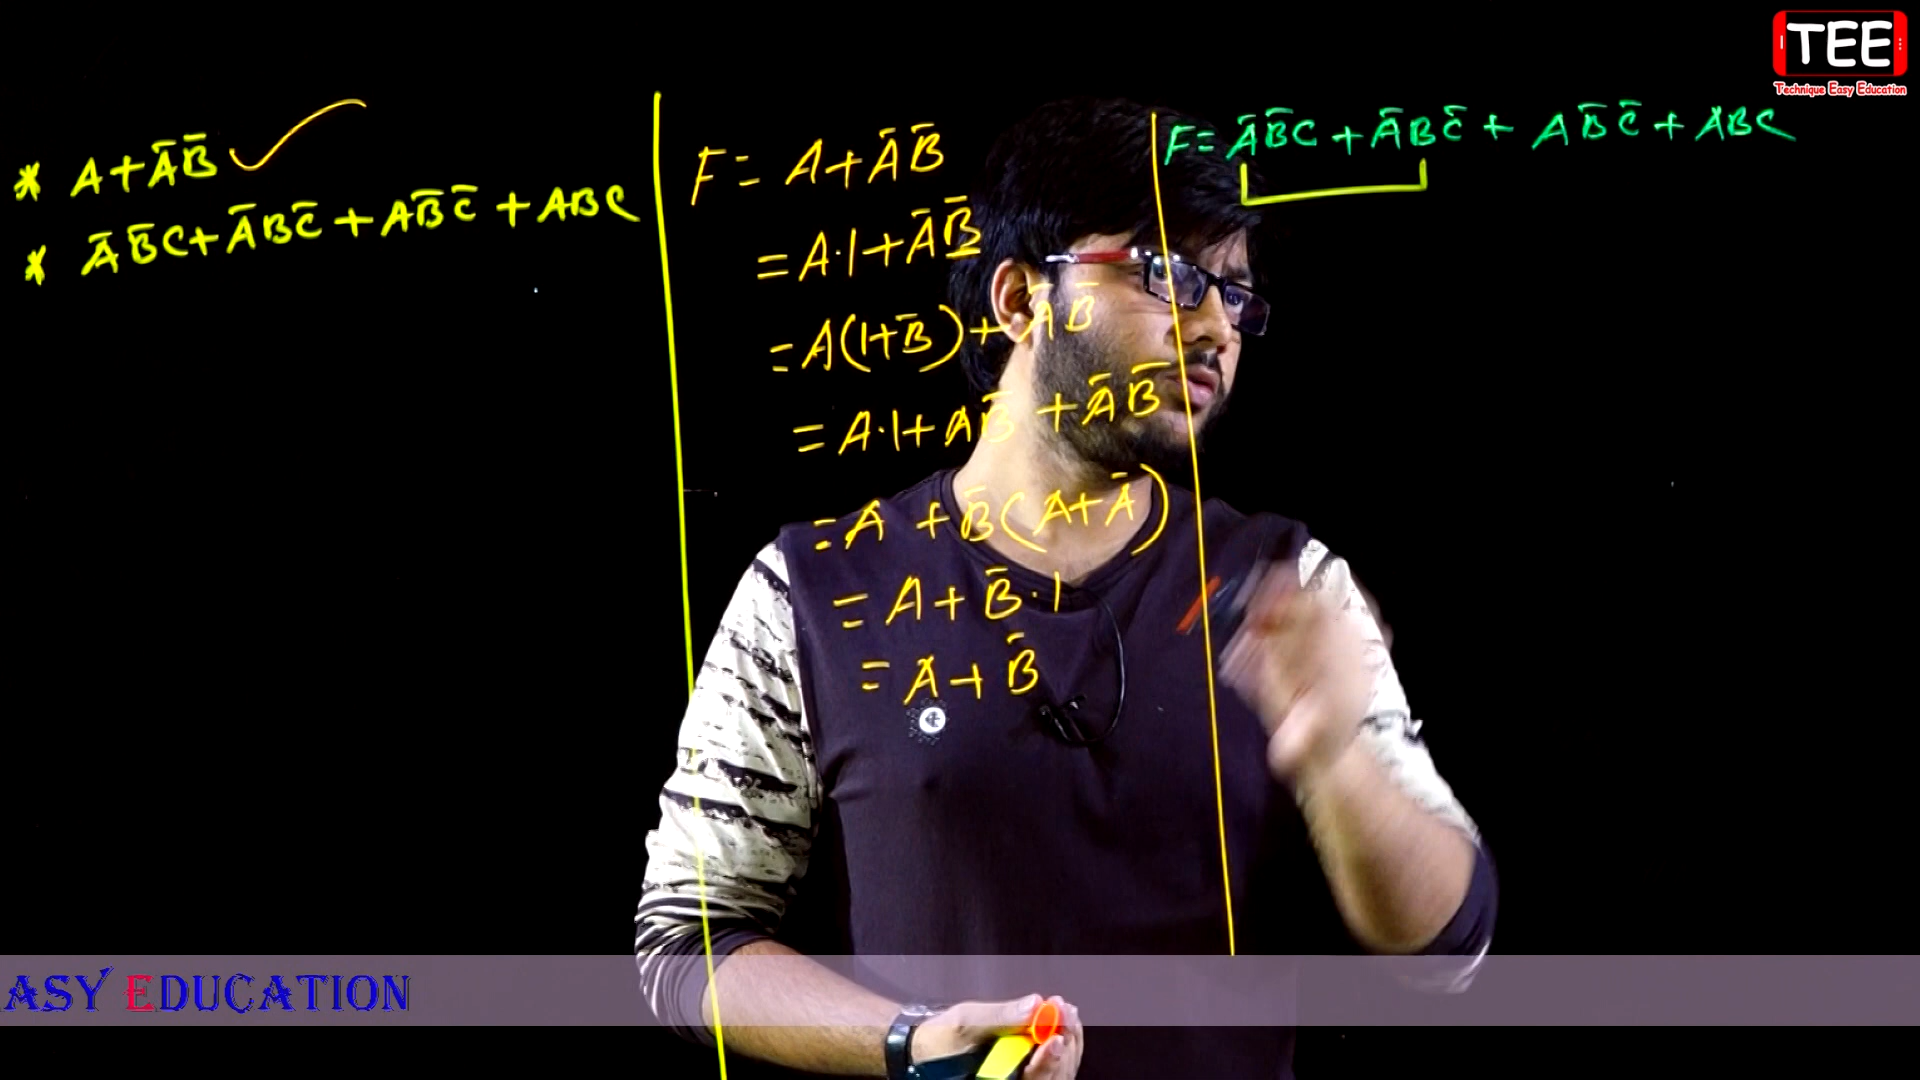 TEE
Technique Easy Education
* A+ĀB̄
* ĀB̄C+ĀBC̄+AB̄C̄+ABC
F= A+ĀB̄
=A·1+ĀB̄
=A(1+B̄)+ĀB̄
=A·1+AB̄+ĀB̄
=A+B̄(A+Ā)
=A+B̄·1
=A+B̄
F= ĀB̄C+ĀBC̄+AB̄C̄+ABC
ASY EDUCATION